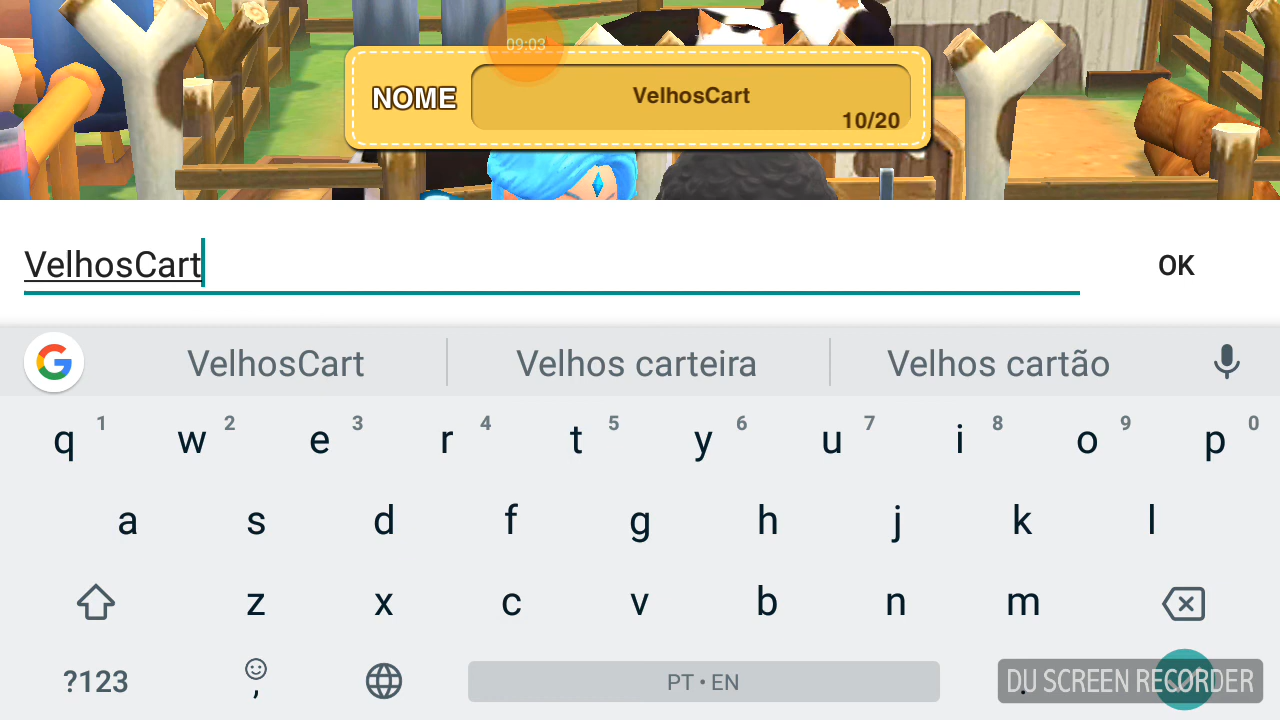 09:03
NOME
VelhosCart
10/20
VelhosCart
OK
VelhosCart
Velhos carteira
Velhos cartão
q 1 w 2 e 3 r 4 t 5 y 6 u 7 i 8 o 9 p 0
a s d f g h j k l
z x c v b n m
?123 , PT • EN .
DU SCREEN RECORDER